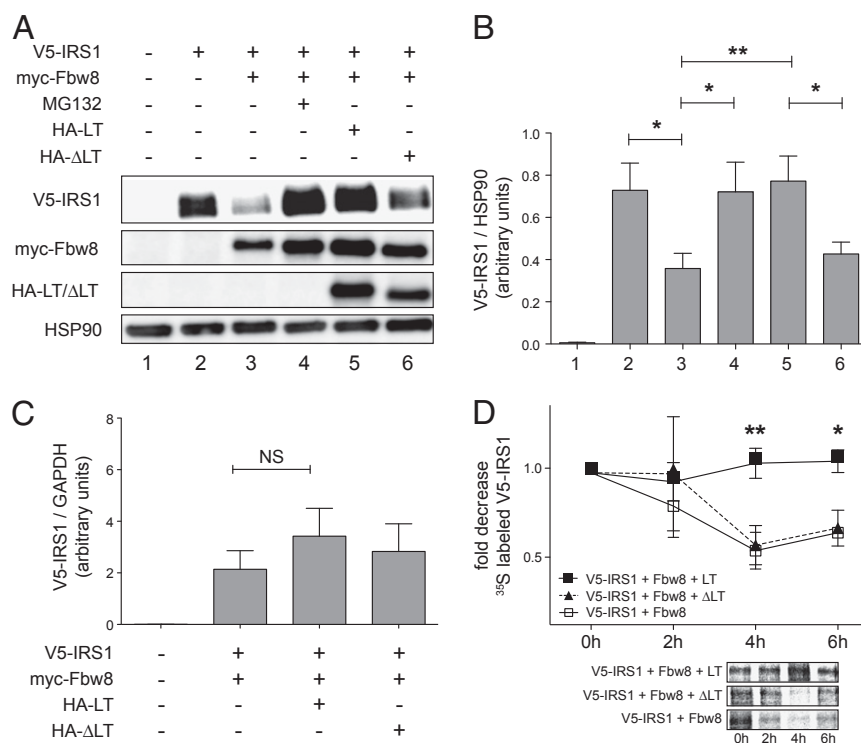 A
V5-IRS1 - + + + + +
myc-Fbw8 - - + + + +
MG132 - - - + - -
HA-LT - - - - + -
HA-ΔLT - - - - - +
V5-IRS1
myc-Fbw8
HA-LT/ΔLT
HSP90
1 2 3 4 5 6
B
**
* *
*
V5-IRS1 / HSP90
(arbitrary units)
1.0
0.8
0.6
0.4
0.2
0.0
1 2 3 4 5 6
C
V5-IRS1 / GAPDH
(arbitrary units)
8
6
4
2
0
NS
V5-IRS1 - + + +
myc-Fbw8 - + + +
HA-LT - - + -
HA-ΔLT - - - +
D
fold decrease
35S labeled V5-IRS1
1.0
0.5
** *
V5-IRS1 + Fbw8 + LT
V5-IRS1 + Fbw8 + ΔLT
V5-IRS1 + Fbw8
0h 2h 4h 6h
V5-IRS1 + Fbw8 + LT
V5-IRS1 + Fbw8 + ΔLT
V5-IRS1 + Fbw8
0h 2h 4h 6h